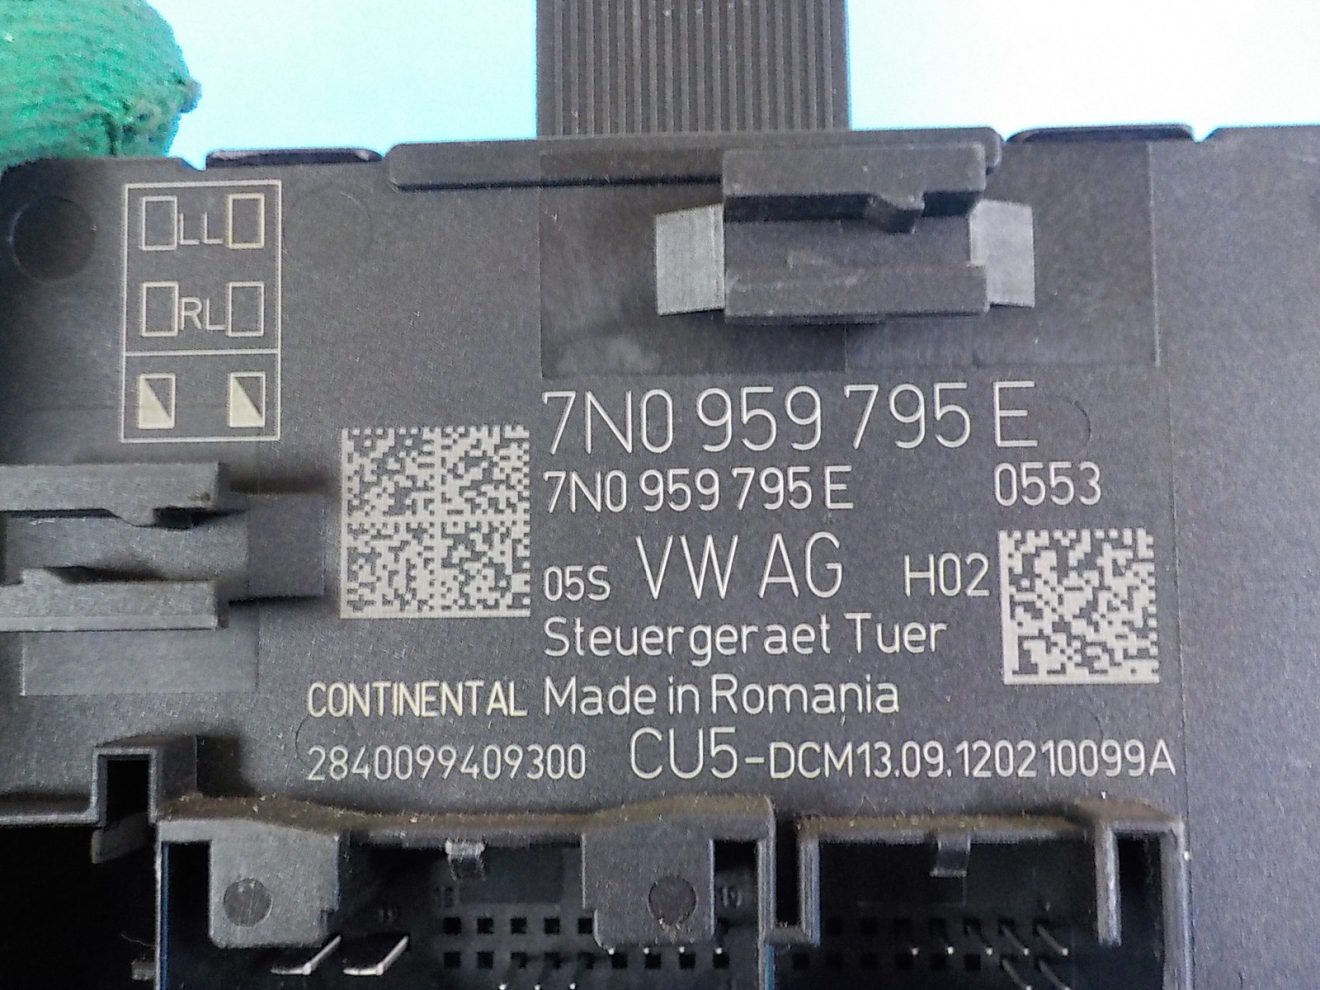 LL
RL
7N0 959 795 E
7N0 959 795 E 0553
05S VW AG H02
Steuergeraet Tuer
CONTINENTAL Made in Romania
2840099409300 CU5-DCM13.09.120210099A